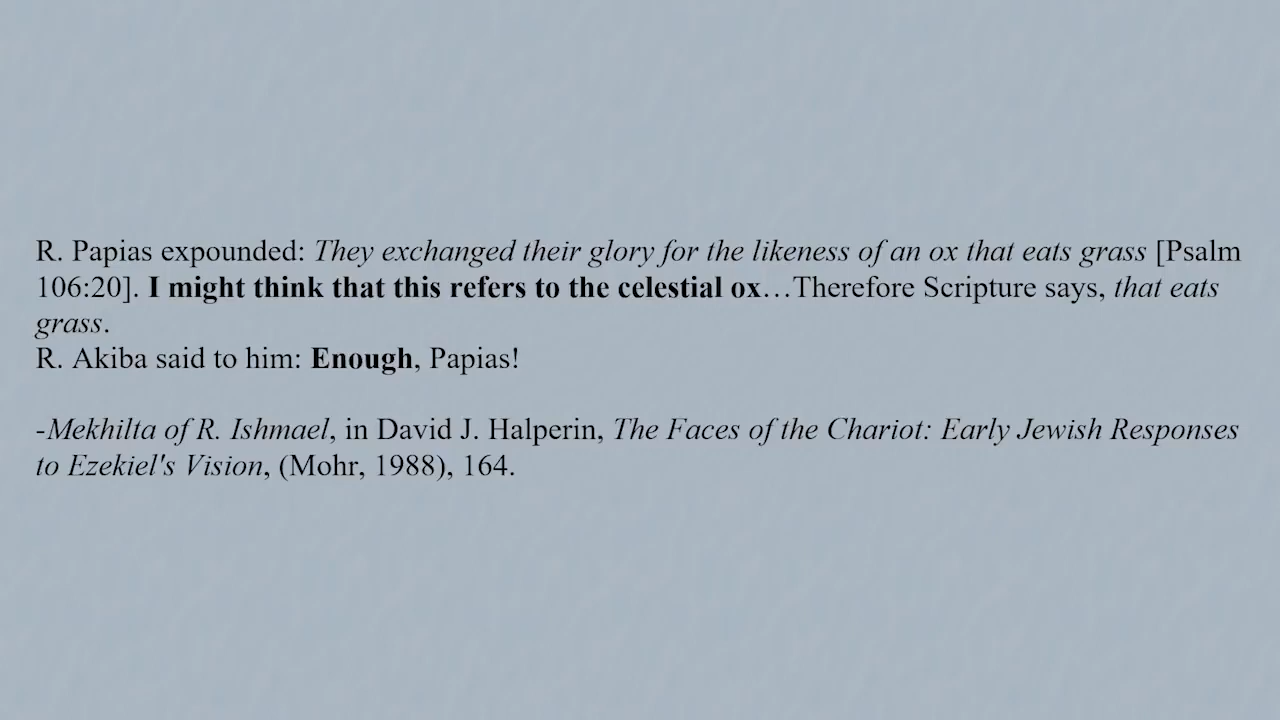 R. Papias expounded: They exchanged their glory for the likeness of an ox that eats grass [Psalm
106:20]. I might think that this refers to the celestial ox…Therefore Scripture says, that eats
grass.
R. Akiba said to him: Enough, Papias!
-Mekhilta of R. Ishmael, in David J. Halperin, The Faces of the Chariot: Early Jewish Responses
to Ezekiel's Vision, (Mohr, 1988), 164.